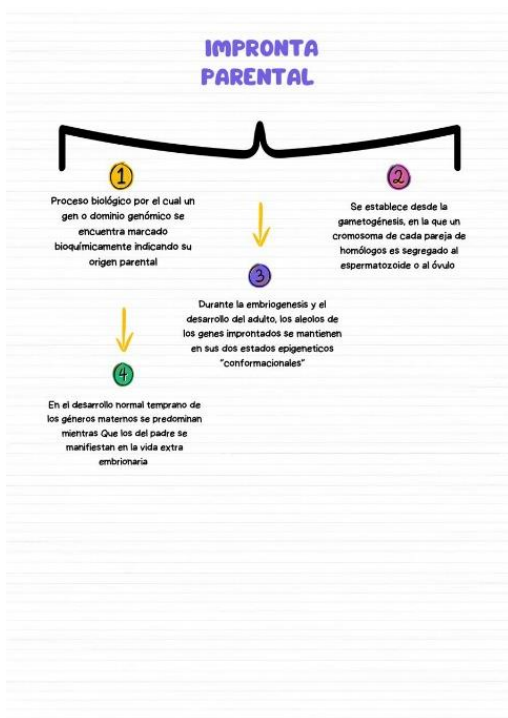 IMPRONTA
PARENTAL
1
Proceso biológico por el cual un
gen o dominio genómico se
encuentra marcado
bioquímicamente indicando su
origen parental
2
Se establece desde la
gametogénesis, en la que un
cromosoma de cada pareja de
homólogos es segregado al
espermatozoide o al óvulo
3
Durante la embriogenesis y el
desarrollo del adulto, los aleolos de
los genes improntados se mantienen
en sus dos estados epigeneticos
"conformacionales"
4
En el desarrollo normal temprano de
los géneros maternos se predominan
mientras Que los del padre se
manifiestan en la vida extra
embrionaria